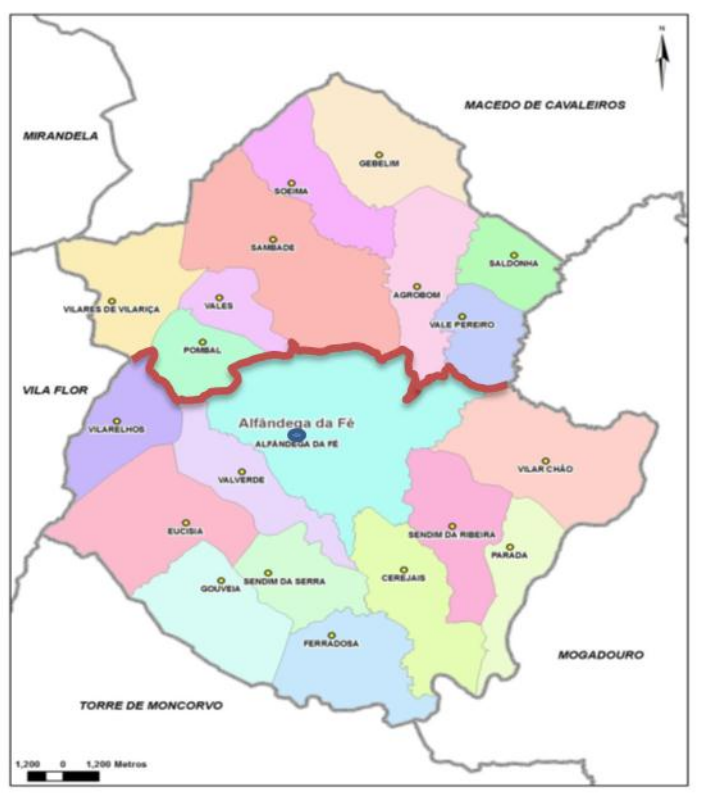 N
MACEDO DE CAVALEIROS
MIRANDELA
GEBELIM
SOEIMA
SAMBADE
SALDONHA
AGROBOM
VILARES DE VILARIÇA
VALES
VALE PEREIRO
POMBAL
VILA FLOR
Alfândega da Fé
VILARELHOS
ALFÂNDEGA DA FÉ
VILAR CHÃO
VALVERDE
EUCISIA
SENDIM DA RIBEIRA
PARADA
GOUVEIA
SENDIM DA SERRA
CEREJAIS
FERRADOSA
MOGADOURO
TORRE DE MONCORVO
1,200 0 1,200 Metros